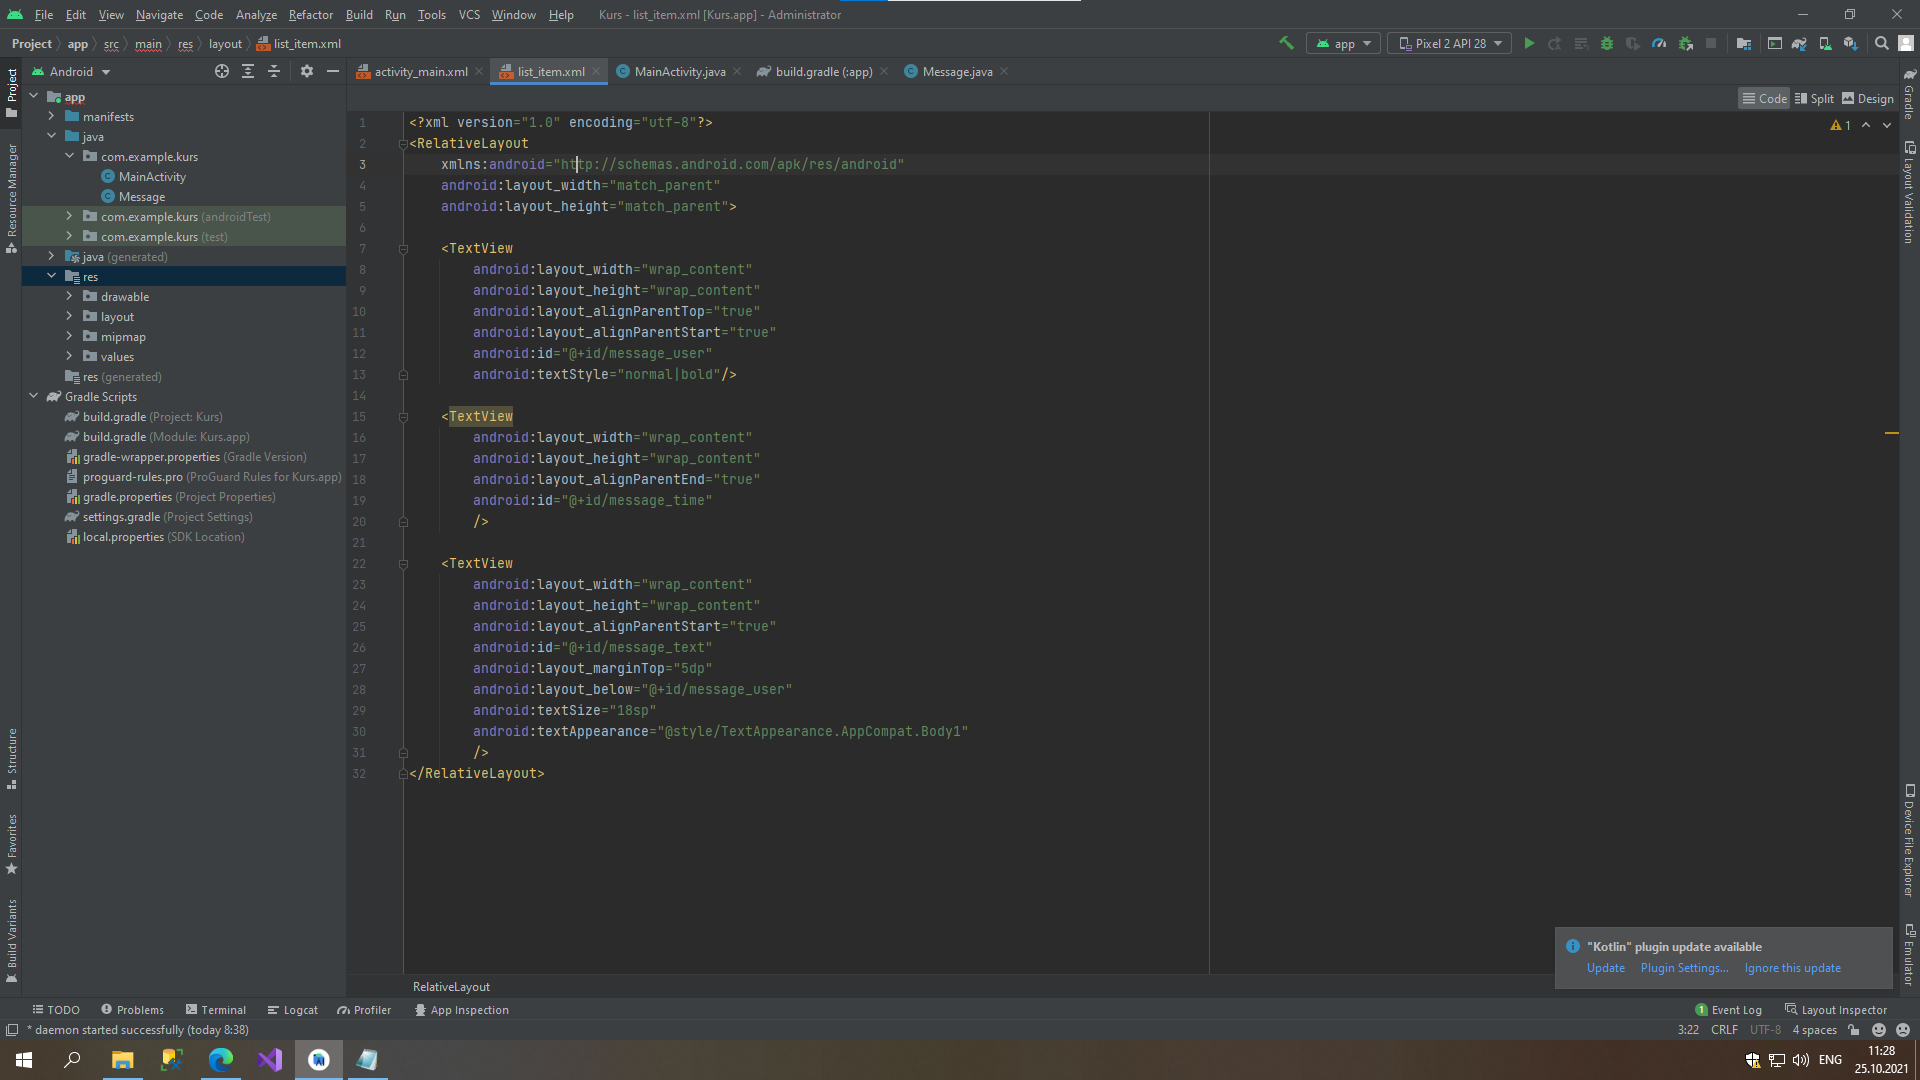 File Edit View Navigate Code Analyze Refactor Build Run Tools VCS Window Help Kurs - list_item.xml [Kurs.app] - Administrator
Project app src main res layout list_item.xml app Pixel 2 API 28
Android
activity_main.xml list_item.xml MainActivity.java build.gradle (:app) Message.java
Code Split Design
Project
Resource Manager
Structure
Favorites
Build Variants
app
manifests
java
com.example.kurs
MainActivity
Message
com.example.kurs (androidTest)
com.example.kurs (test)
java (generated)
res
drawable
layout
mipmap
values
res (generated)
Gradle Scripts
build.gradle (Project: Kurs)
build.gradle (Module: Kurs.app)
gradle-wrapper.properties (Gradle Version)
proguard-rules.pro (ProGuard Rules for Kurs.app)
gradle.properties (Project Properties)
settings.gradle (Project Settings)
local.properties (SDK Location)
1 <?xml version="1.0" encoding="utf-8"?>
2 <RelativeLayout
3 xmlns:android="http://schemas.android.com/apk/res/android"
4 android:layout_width="match_parent"
5 android:layout_height="match_parent">
6
7 <TextView
8 android:layout_width="wrap_content"
9 android:layout_height="wrap_content"
10 android:layout_alignParentTop="true"
11 android:layout_alignParentStart="true"
12 android:id="@+id/message_user"
13 android:textStyle="normal|bold"/>
14
15 <TextView
16 android:layout_width="wrap_content"
17 android:layout_height="wrap_content"
18 android:layout_alignParentEnd="true"
19 android:id="@+id/message_time"
20 />
21
22 <TextView
23 android:layout_width="wrap_content"
24 android:layout_height="wrap_content"
25 android:layout_alignParentStart="true"
26 android:id="@+id/message_text"
27 android:layout_marginTop="5dp"
28 android:layout_below="@+id/message_user"
29 android:textSize="18sp"
30 android:textAppearance="@style/TextAppearance.AppCompat.Body1"
31 />
32 </RelativeLayout>
1
Gradle
Layout Validation
Device File Explorer
Emulator
"Kotlin" plugin update available
Update Plugin Settings... Ignore this update
RelativeLayout
TODO Problems Terminal Logcat Profiler App Inspection 1 Event Log Layout Inspector
* daemon started successfully (today 8:38) 3:22 CRLF UTF-8 4 spaces
ENG
11:28
25.10.2021